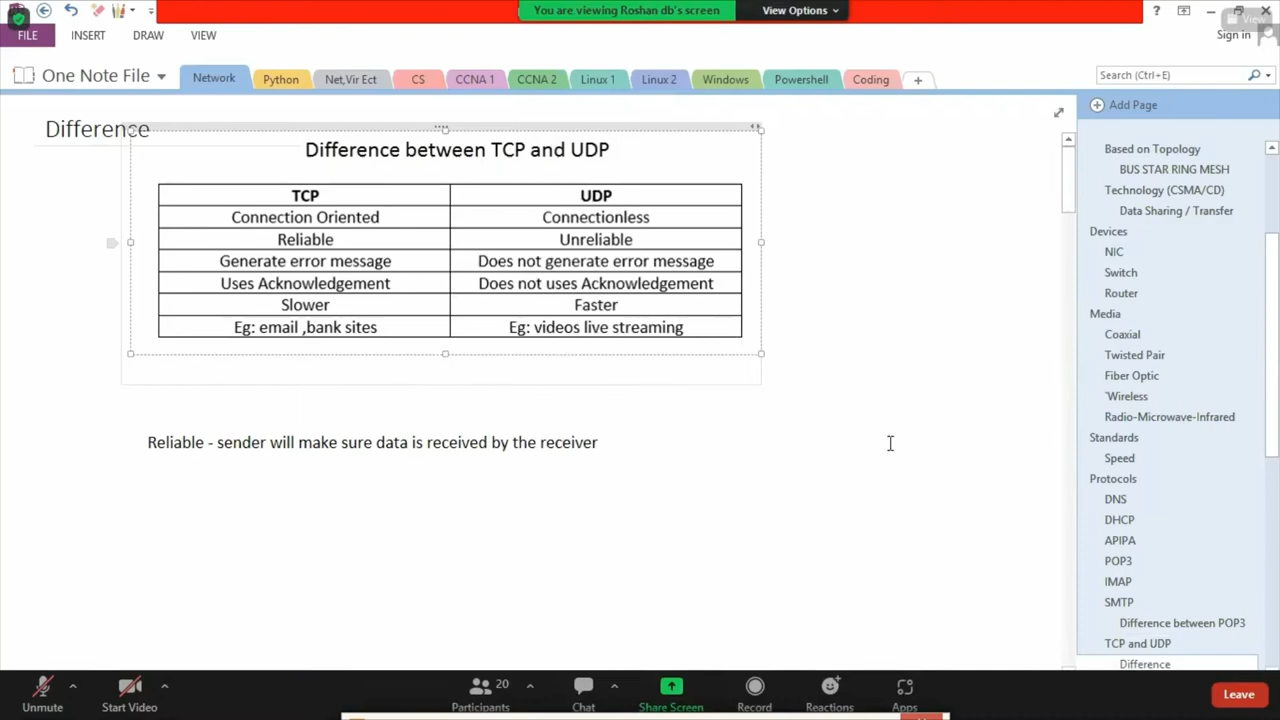 You are viewing Roshan db's screen
View Options
View
FILE
INSERT
DRAW
VIEW
Sign in
One Note File
Network
Python
Net,Vir Ect
CS
CCNA 1
CCNA 2
Linux 1
Linux 2
Windows
Powershell
Coding
Search (Ctrl+E)
Add Page
Difference
Difference between TCP and UDP
TCP UDP
Connection Oriented Connectionless
Reliable Unreliable
Generate error message Does not generate error message
Uses Acknowledgement Does not uses Acknowledgement
Slower Faster
Eg: email ,bank sites Eg: videos live streaming
Reliable - sender will make sure data is received by the receiver
Based on Topology
BUS STAR RING MESH
Technology (CSMA/CD)
Data Sharing / Transfer
Devices
NIC
Switch
Router
Media
Coaxial
Twisted Pair
Fiber Optic
`Wireless
Radio-Microwave-Infrared
Standards
Speed
Protocols
DNS
DHCP
APIPA
POP3
IMAP
SMTP
Difference between POP3
TCP and UDP
Difference
Unmute
Start Video
20
Participants
Chat
Share Screen
Record
Reactions
Apps
Leave